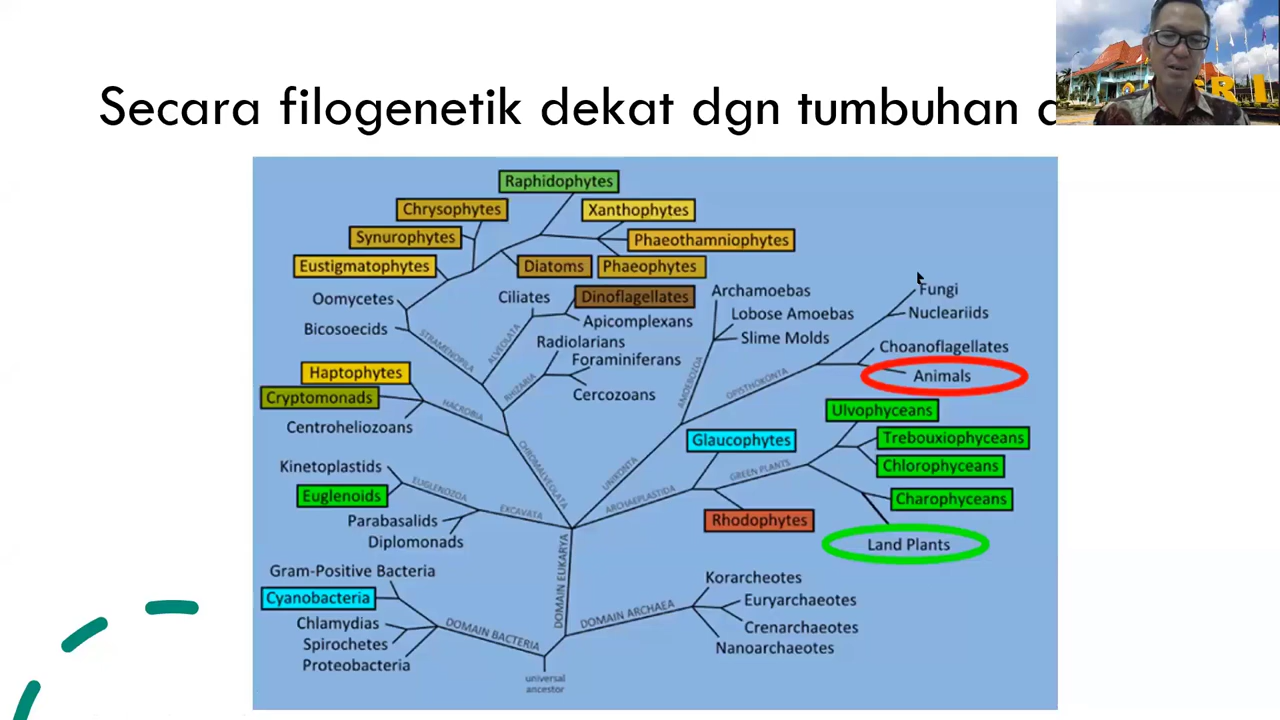 Secara filogenetik dekat dgn tumbuhan
Raphidophytes
Chrysophytes
Xanthophytes
Synurophytes
Phaeothamniophytes
Eustigmatophytes
Diatoms
Phaeophytes
Oomycetes
Ciliates
Dinoflagellates
Archamoebas
Fungi
Bicosoecids
Apicomplexans
Lobose Amoebas
Nucleariids
STRAMENOPILA
ALVEOLATA
Radiolarians
Slime Molds
Choanoflagellates
Haptophytes
Foraminiferans
Animals
Cryptomonads
RHIZARIA
Cercozoans
AMOEBOZOA
OPISTHOKONTA
HACROBIA
Centroheliozoans
Ulvophyceans
Glaucophytes
Trebouxiophyceans
Kinetoplastids
CHROMALVEOLATA
UNIKONTA
GREEN PLANTS
Chlorophyceans
Euglenoids
EUGLENOZOA
EXCAVATA
ARCHAEPLASTIDA
Charophyceans
Parabasalids
Rhodophytes
Diplomonads
Land Plants
Gram-Positive Bacteria
DOMAIN EUKARYA
Korarcheotes
Cyanobacteria
Euryarchaeotes
Chlamydias
DOMAIN BACTERIA
DOMAIN ARCHAEA
Crenarchaeotes
Spirochetes
Nanoarchaeotes
Proteobacteria
universal
ancestor